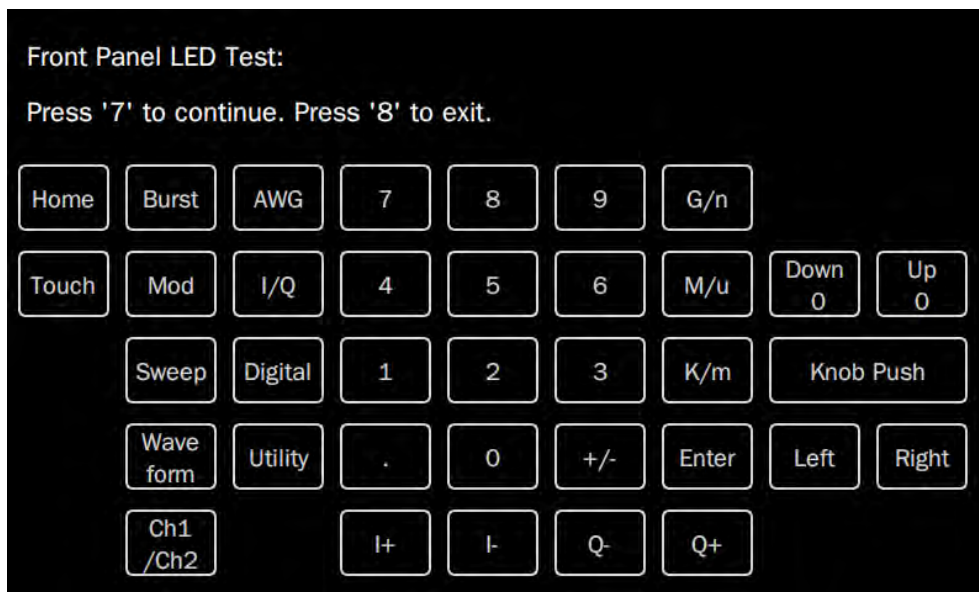 Front Panel LED Test:
Press '7' to continue. Press '8' to exit.
Home Burst AWG 7 8 9 G/n
Touch Mod I/Q 4 5 6 M/u Down Up
0 0
Sweep Digital 1 2 3 K/m Knob Push
Wave
form Utility . 0 +/- Enter Left Right
Ch1
/Ch2 I+ I- Q- Q+